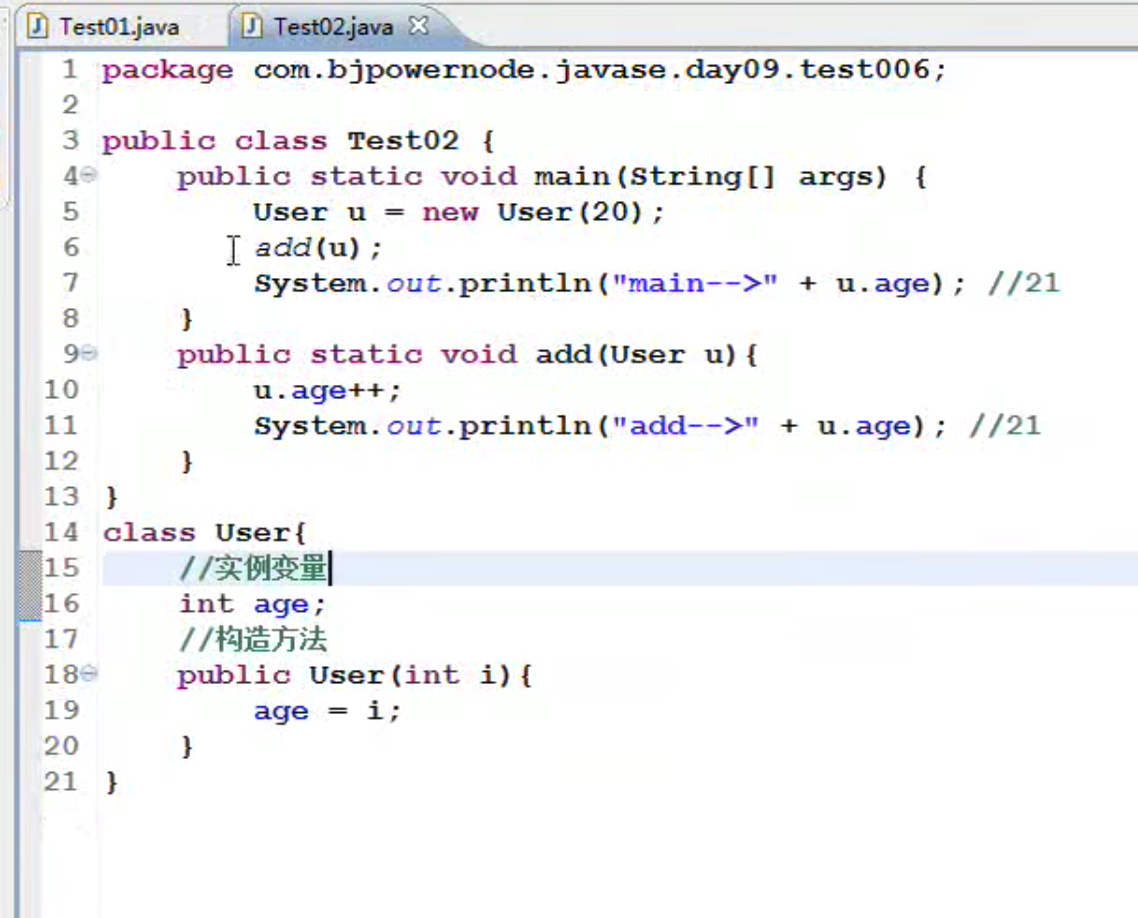 Test01.java Test02.java
1 package com.bjpowernode.javase.day09.test006;
2
3 public class Test02 {
4 public static void main(String[] args) {
5 User u = new User(20);
6 add(u);
7 System.out.println("main-->" + u.age); //21
8 }
9 public static void add(User u){
10 u.age++;
11 System.out.println("add-->" + u.age); //21
12 }
13 }
14 class User{
15 //实例变量
16 int age;
17 //构造方法
18 public User(int i){
19 age = i;
20 }
21 }